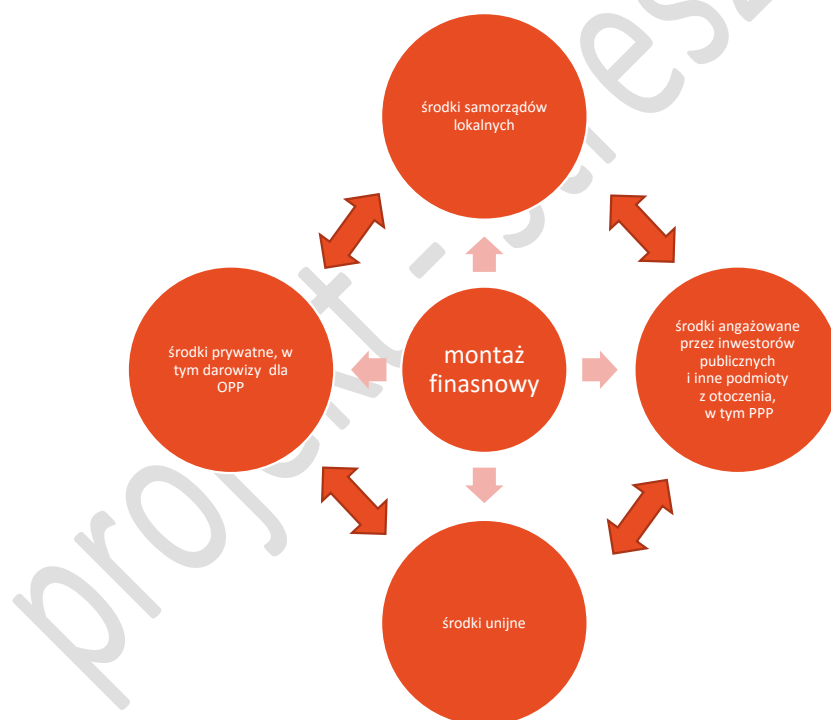 środki samorządów
lokalnych
środki prywatne, w
tym darowizy dla
OPP
montaż
finasnowy
środki angażowane
przez inwestorów
publicznych
i inne podmioty
z otoczenia,
w tym PPP
środki unijne
projekt -